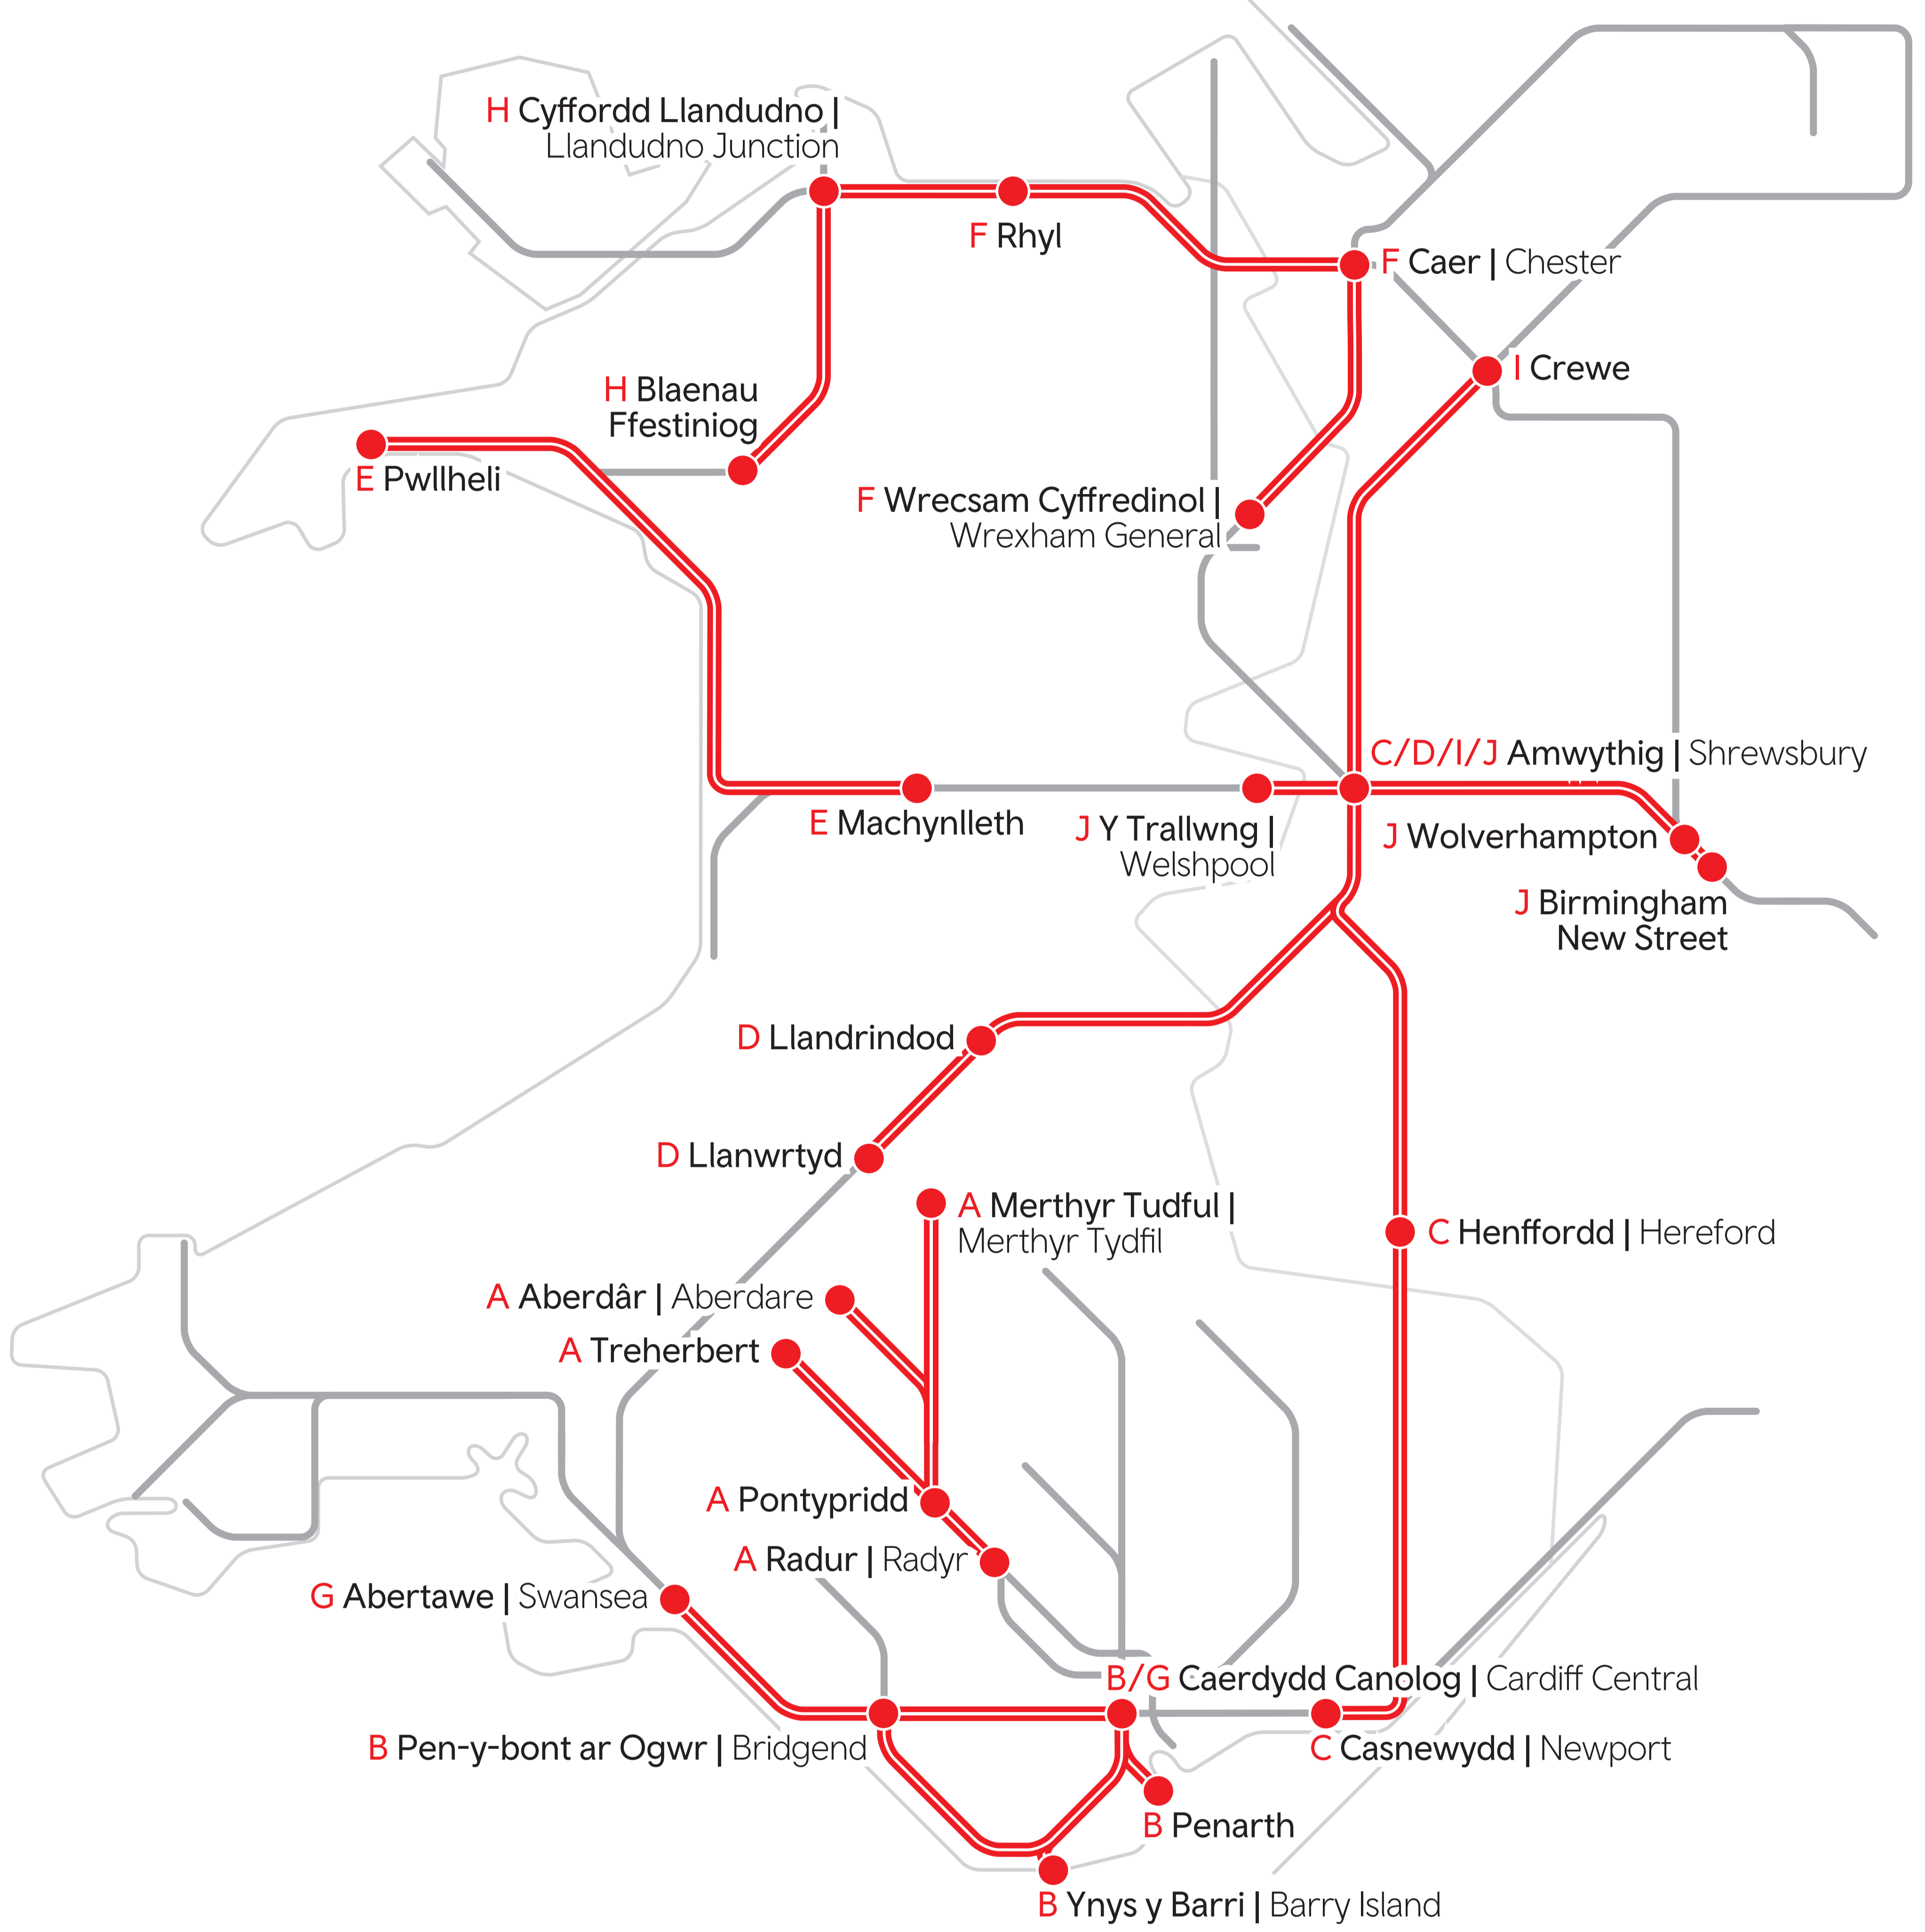 H Cyffordd Llandudno |
Llandudno Junction
F Rhyl
F Caer | Chester
I Crewe
H Blaenau
Ffestiniog
E Pwllheli
F Wrecsam Cyffredinol |
Wrexham General
C/D/I/J Amwythig | Shrewsbury
E Machynlleth
J Y Trallwng |
Welshpool
J Wolverhampton
J Birmingham
New Street
D Llandrindod
D Llanwrtyd
A Merthyr Tudful |
Merthyr Tydfil
C Henffordd | Hereford
A Aberdâr | Aberdare
A Treherbert
A Pontypridd
A Radur | Radyr
G Abertawe | Swansea
B/G Caerdydd Canolog | Cardiff Central
B Pen-y-bont ar Ogwr | Bridgend
C Casnewydd | Newport
B Penarth
B Ynys y Barri | Barry Island